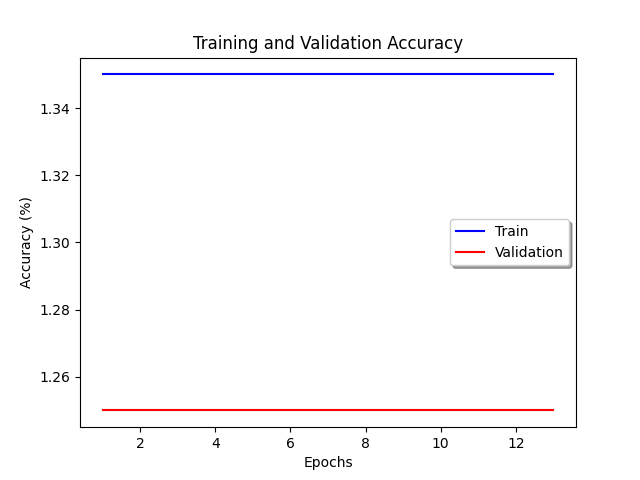 Training and Validation Accuracy
1.34
1.32
1.30
1.28
1.26
Accuracy (%)
Train
Validation
2 4 6 8 10 12
Epochs